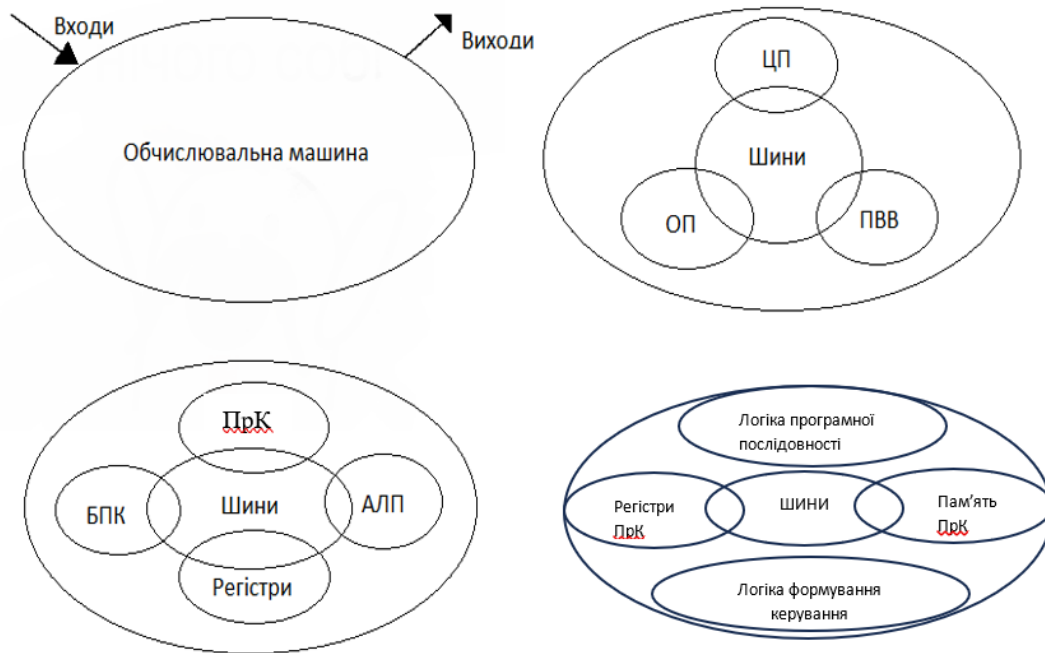 Входи
Виходи
Обчислювальна машина
ЦП
Шини
ОП
ПВВ
ПрК
БПК
Шини
АЛП
Регістри
Логіка програмної
послідовності
Регістри
ПрК
ШИНИ
Пам'ять
ПрК
Логіка формування
керування